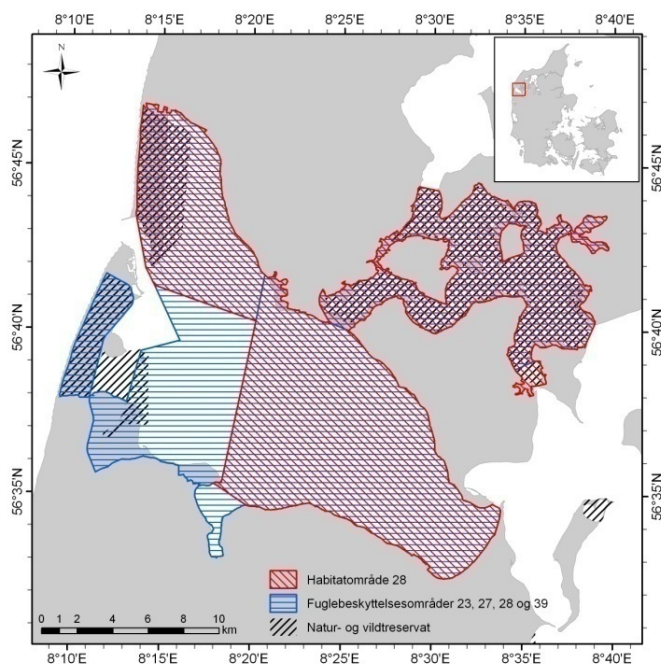 8°10'E 8°15'E 8°20'E 8°25'E 8°30'E 8°35'E 8°40'E
N
56°45'N 56°45'N
56°40'N 56°40'N
56°35'N 56°35'N
Habitatområde 28
Fuglebeskyttelsesområder 23, 27, 28 og 39
Natur- og vildtreservat
0 1 2 4 6 8 10
km
8°10'E 8°15'E 8°20'E 8°25'E 8°30'E 8°35'E 8°40'E